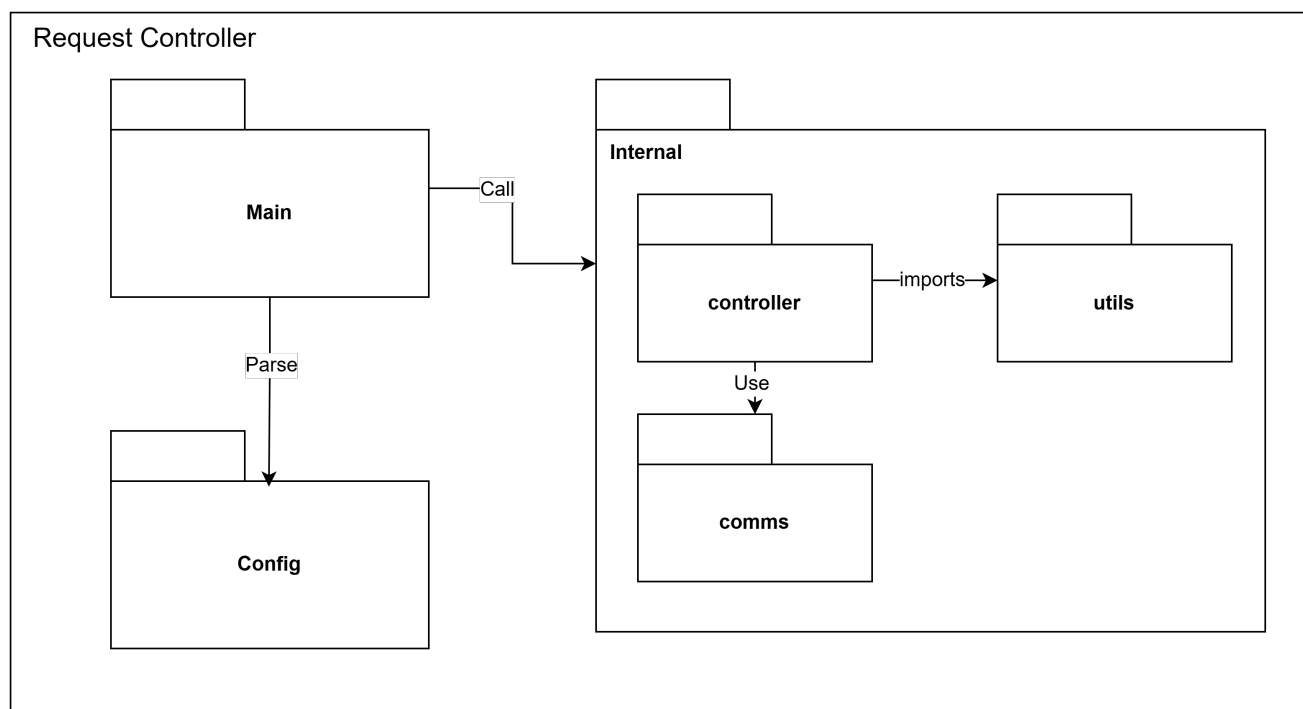 Request Controller
Main
Call
Internal
controller
imports
utils
Parse
Use
comms
Config